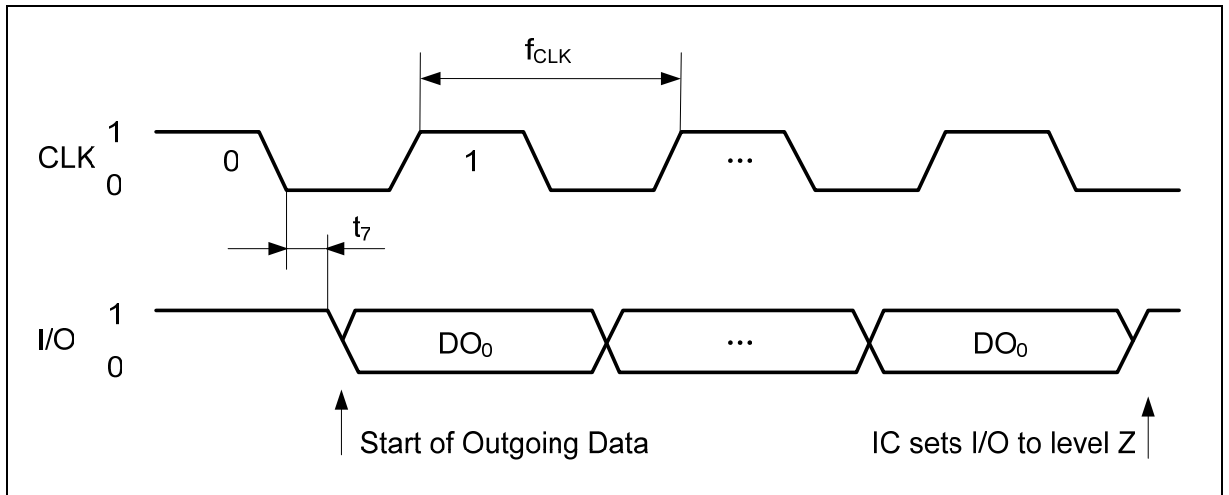 fCLK
1
CLK 0 1 ...
0
t7
1
I/O DO0 ... DO0
0
Start of Outgoing Data IC sets I/O to level Z